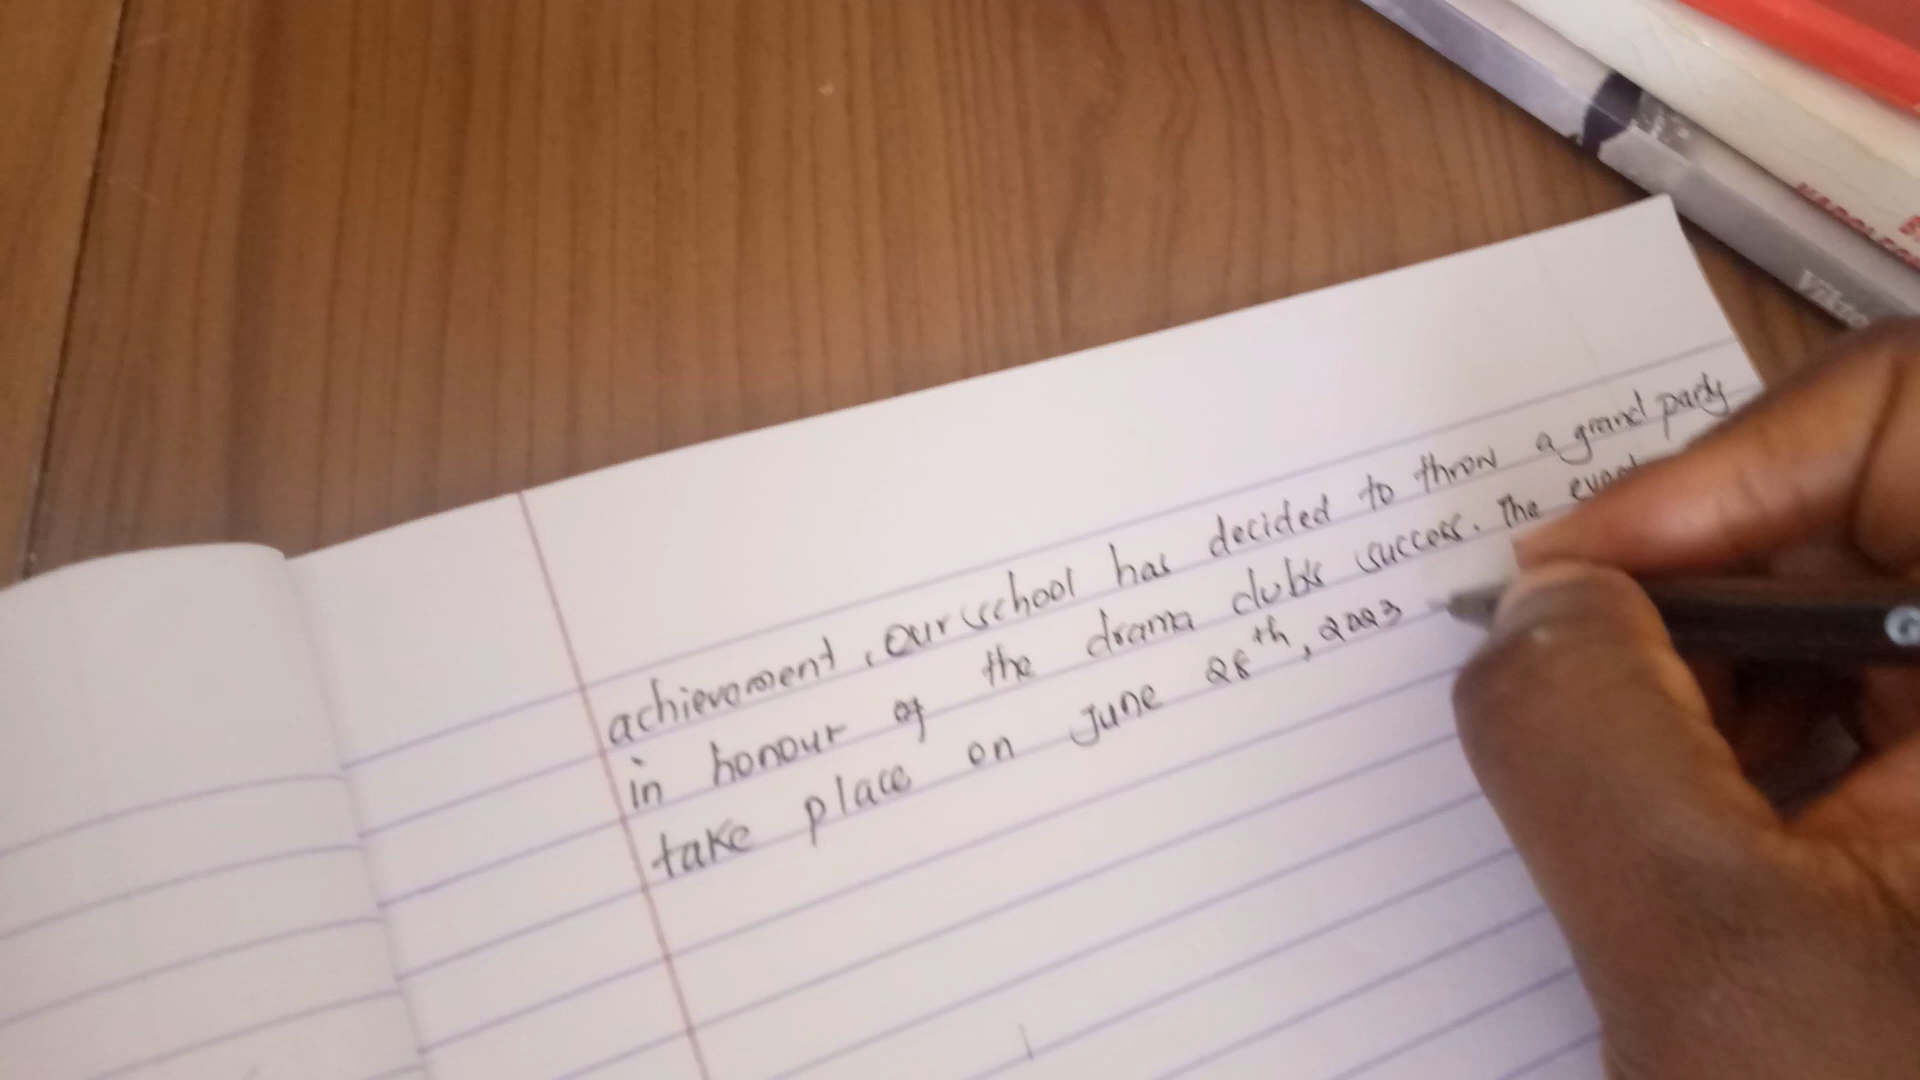 achievement, our school has decided to throw a grand party
in honour of the drama club's success. The event
take place on June 28th, 2023